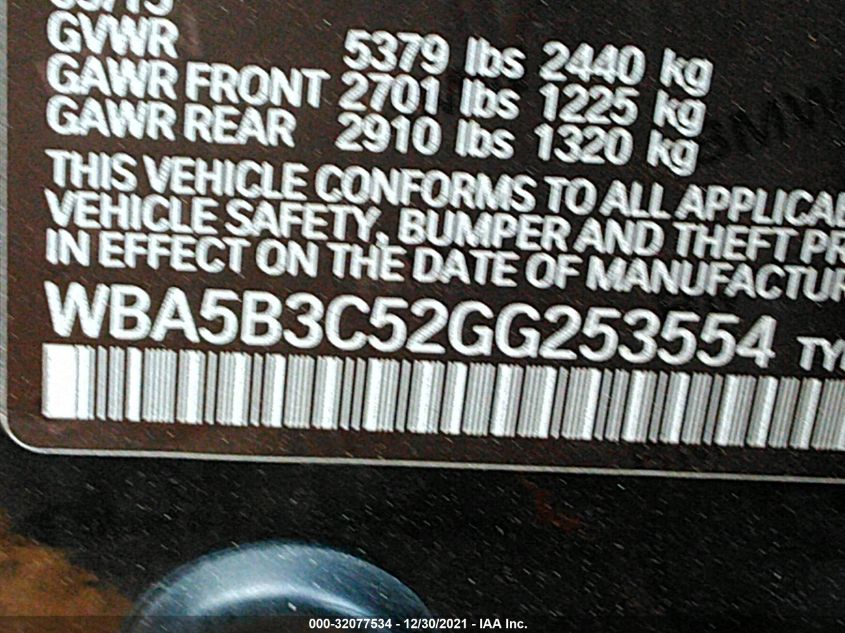 GVWR 5379 lbs 2440 kg
GAWR FRONT 2701 lbs 1225 kg
GAWR REAR 2910 lbs 1320 kg
THIS VEHICLE CONFORMS TO ALL APPLICAB
VEHICLE SAFETY, BUMPER AND THEFT PR
IN EFFECT ON THE DATE OF MANUFACTUR
WBA5B3C52GG253554 TYP
BMW
000-32077534 - 12/30/2021 - IAA Inc.